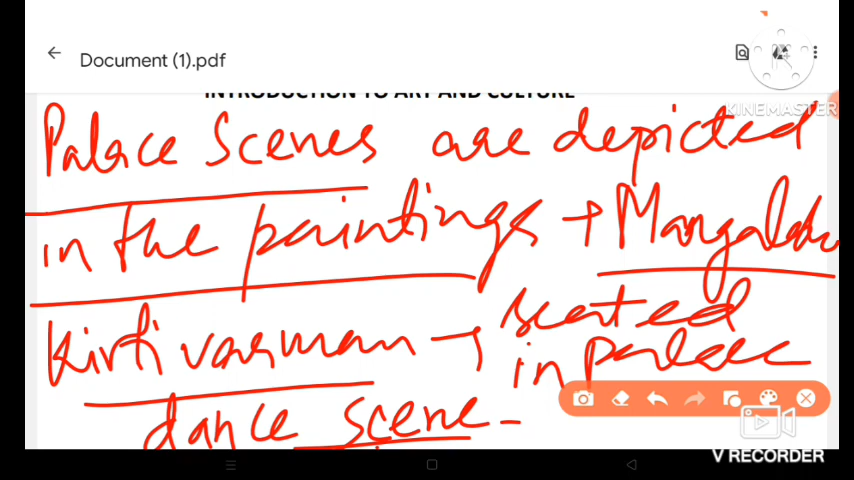 Document (1).pdf
KINEMASTER
INTRODUCTION TO ART AND CULTURE
Palace Scenes are depicted
in the paintings → Mangalesh
Kirtivarman → seated
in Palace
dance scene -
V RECORDER